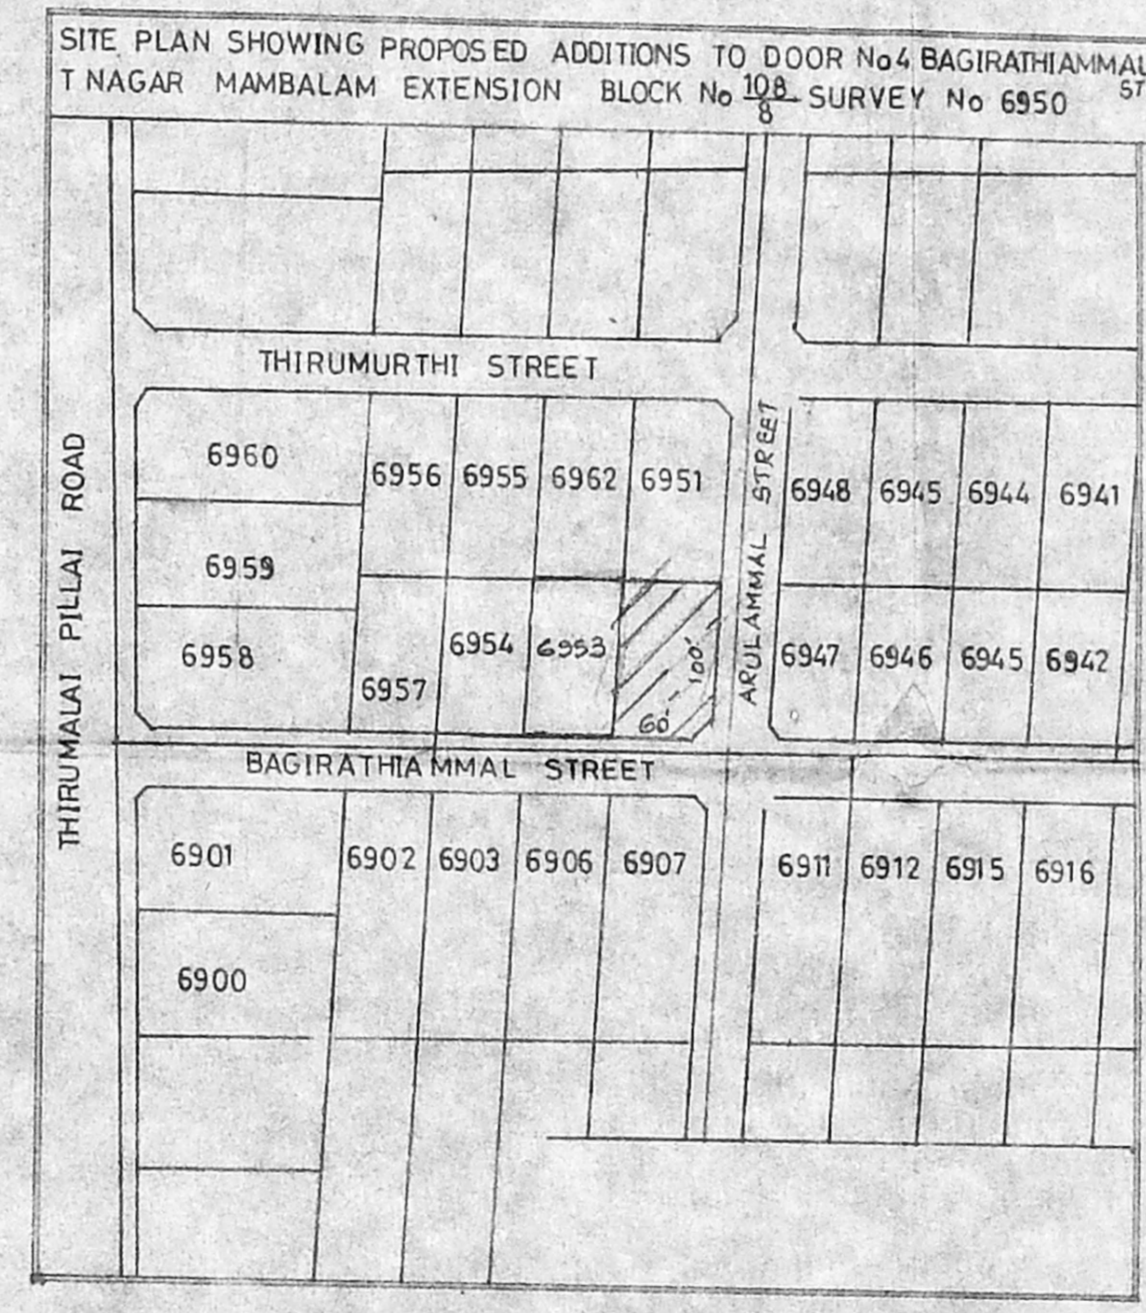 SITE PLAN SHOWING PROPOSED ADDITIONS TO DOOR No 4 BAGIRATHIAMMAL ST
T NAGAR MAMBALAM EXTENSION BLOCK No 108/8 SURVEY No 6950
THIRUMURTHI STREET
THIRUMALAI PILLAI ROAD
ARULAMMAL STREET
6960
6956 6955 6962 6951
6948 6945 6944 6941
6959
6958
6957
6954 6953
100'
60'
6947 6946 6945 6942
BAGIRATHIAMMAL STREET
6901
6902 6903 6906 6907
6911 6912 6915 6916
6900